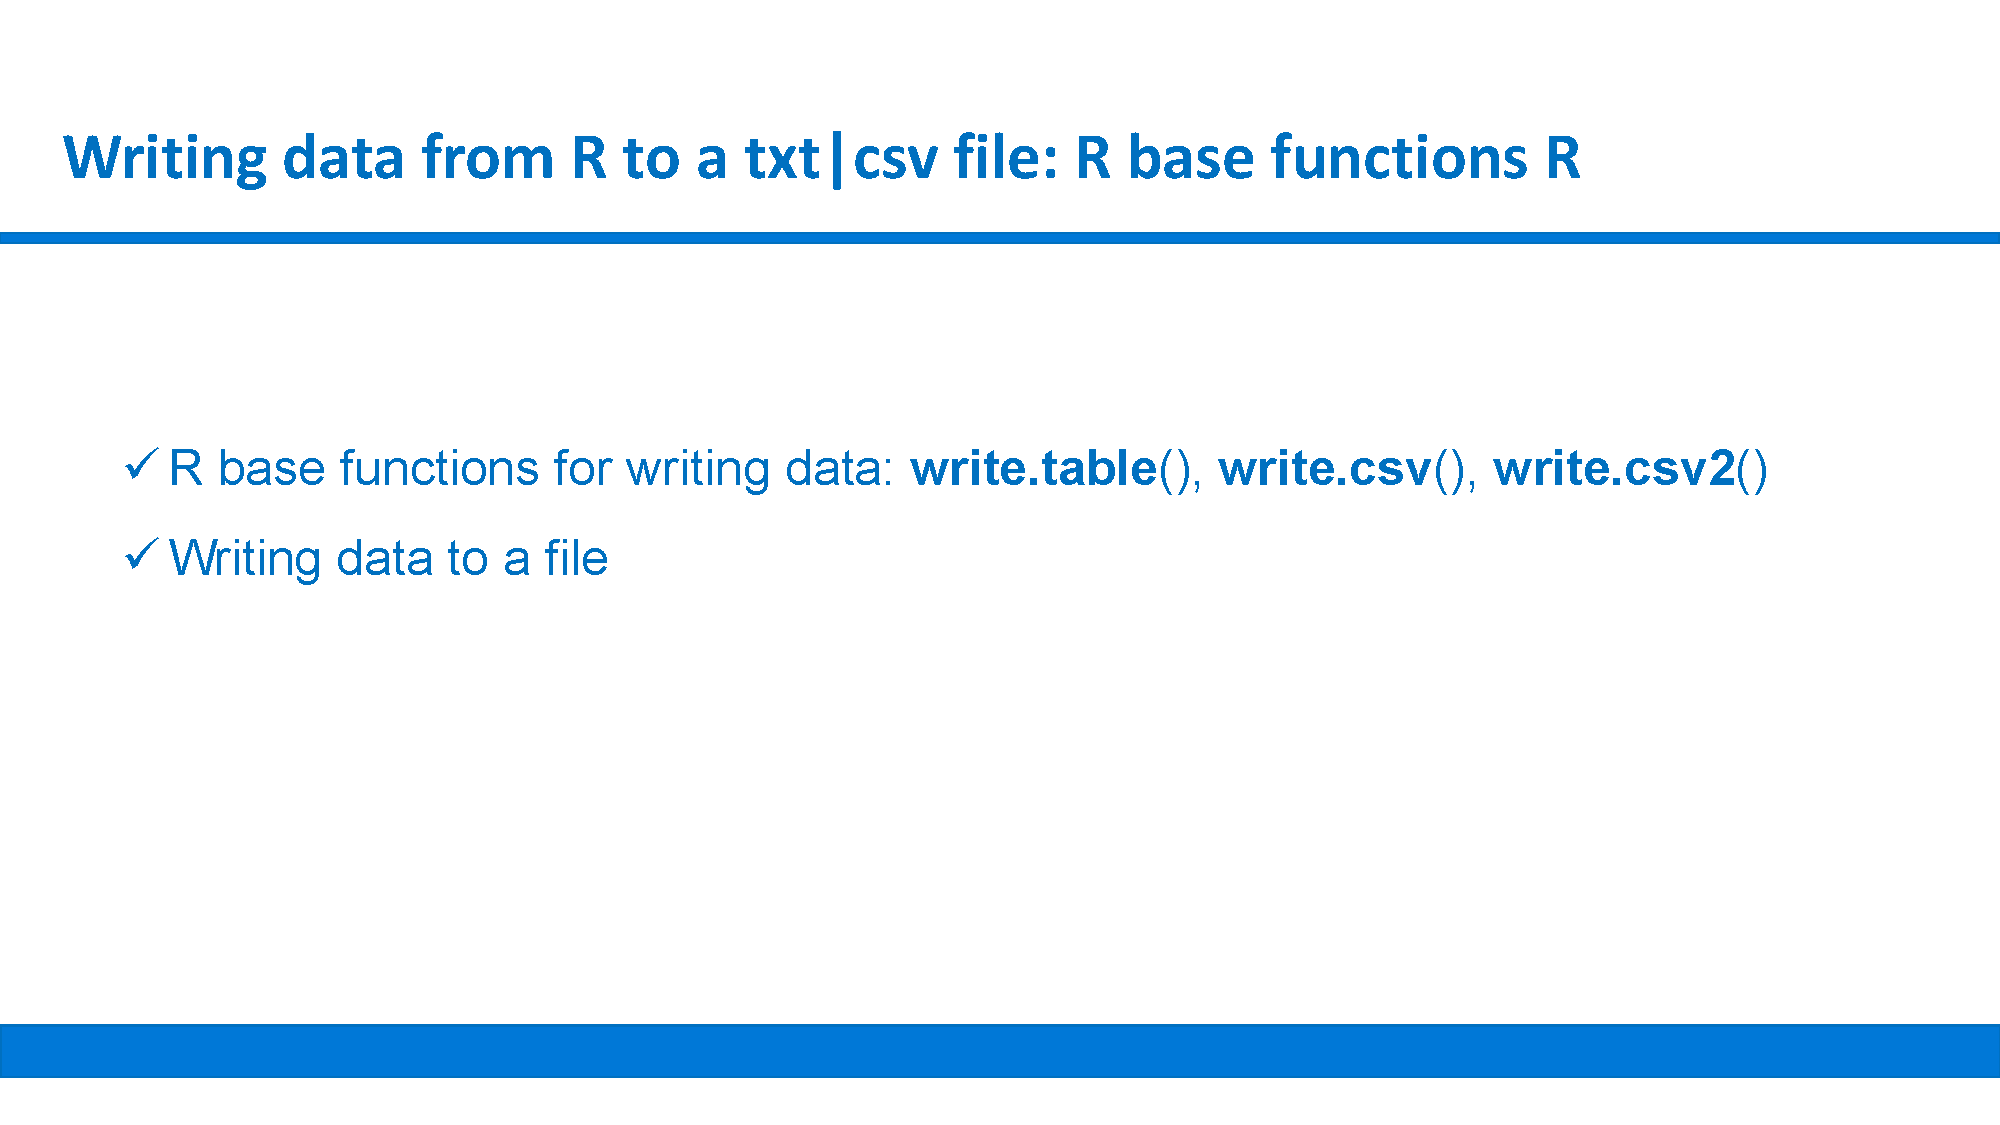 Writing data from R to a txt|csv file: R base functions R
✓ R base functions for writing data: write.table(), write.csv(), write.csv2()
✓ Writing data to a file